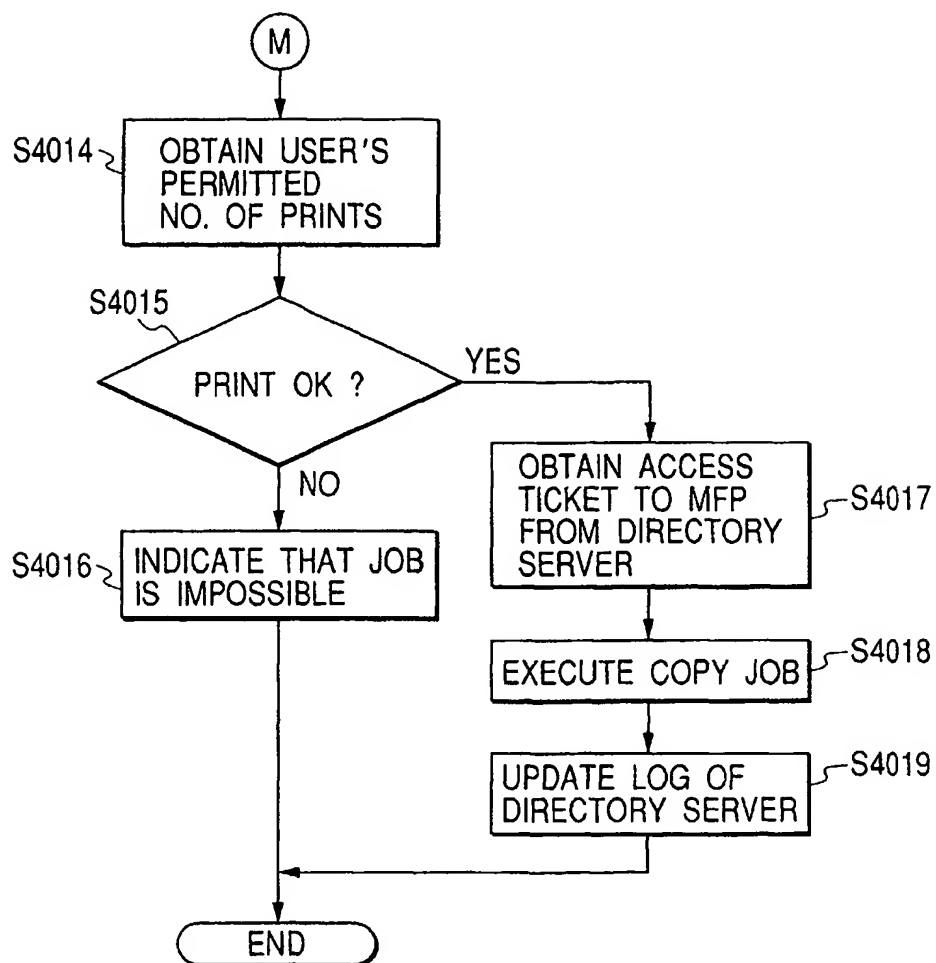 M
S4014
OBTAIN USER'S
PERMITTED
NO. OF PRINTS
S4015
PRINT OK ?
YES
NO
S4016
INDICATE THAT JOB
IS IMPOSSIBLE
OBTAIN ACCESS
TICKET TO MFP
FROM DIRECTORY
SERVER
S4017
EXECUTE COPY JOB
S4018
UPDATE LOG OF
DIRECTORY SERVER
S4019
END